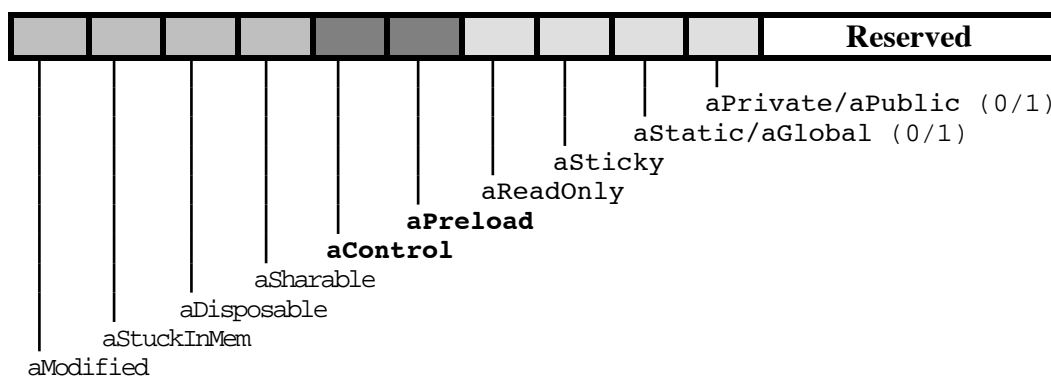 Reserved
aPrivate/aPublic (0/1)
aStatic/aGlobal (0/1)
aSticky
aReadOnly
aPreload
aControl
aSharable
aDisposable
aStuckInMem
aModified